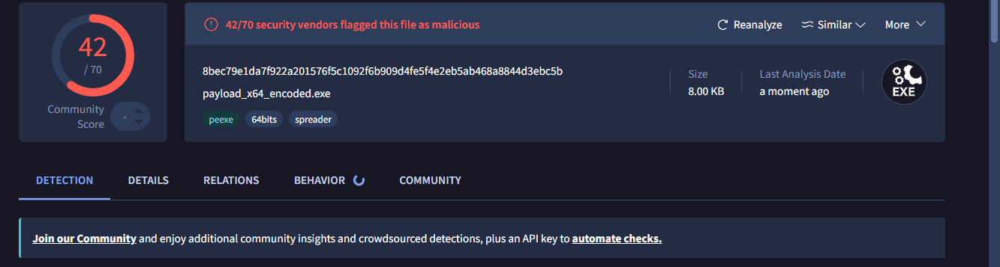 42
/ 70
Community
Score
42/70 security vendors flagged this file as malicious
Reanalyze
Similar
More
8bec79e1da7f922a201576f5c1092f6b909d4fe5f4e2eb5ab468a8844d3ebc5b
payload_x64_encoded.exe
peexe
64bits
spreader
Size
8.00 KB
Last Analysis Date
a moment ago
EXE
DETECTION
DETAILS
RELATIONS
BEHAVIOR
COMMUNITY
Join our Community and enjoy additional community insights and crowdsourced detections, plus an API key to automate checks.